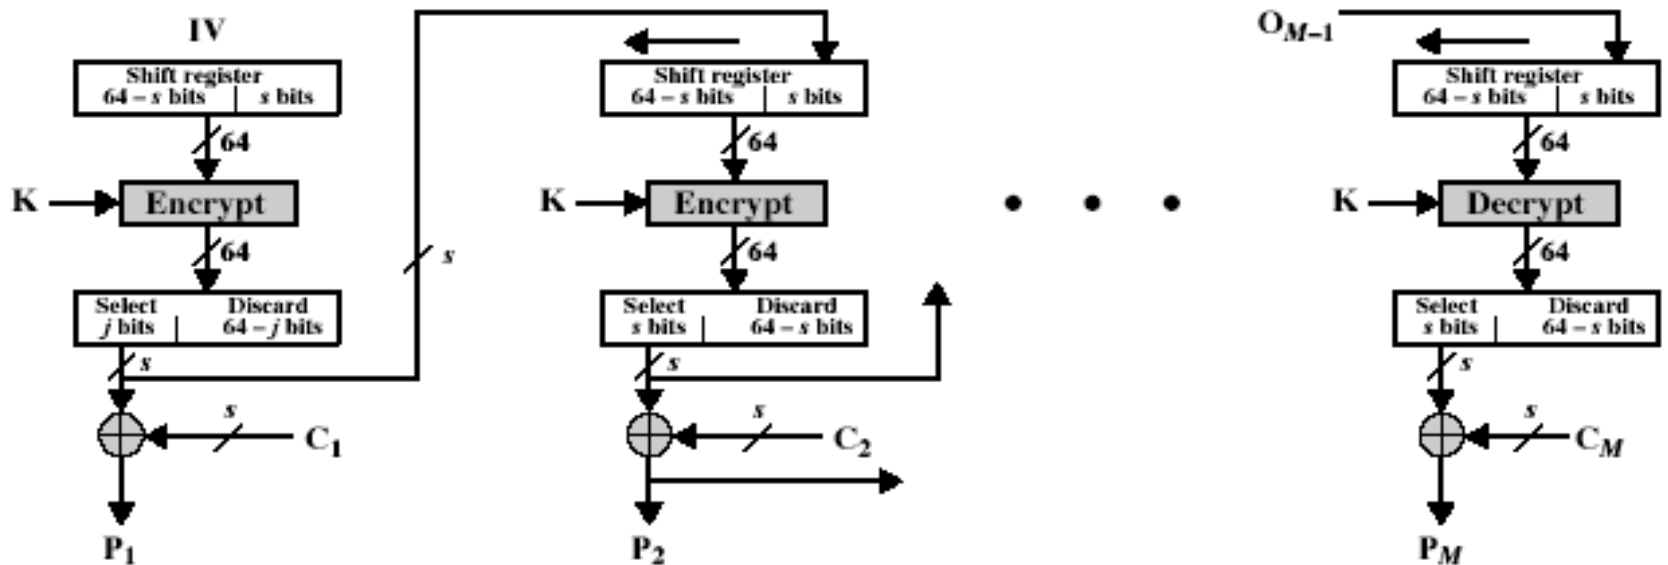 IV
Shift register
64 – s bits | s bits
64
K
Encrypt
64
Select Discard
j bits | 64 – j bits
s
s
C1
P1
s
Shift register
64 – s bits | s bits
64
K
Encrypt
64
Select Discard
s bits | 64 – s bits
s
s
C2
P2
• • •
OM–1
Shift register
64 – s bits | s bits
64
K
Decrypt
64
Select Discard
s bits | 64 – s bits
s
s
CM
PM